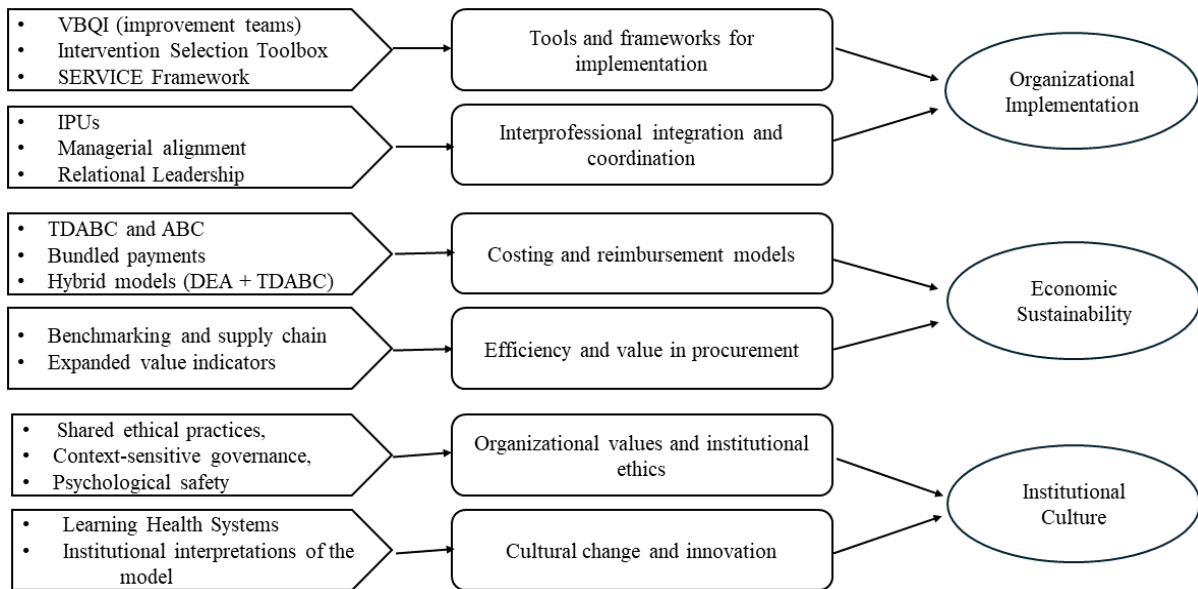 • VBQI (improvement teams)
• Intervention Selection Toolbox
• SERVICE Framework
Tools and frameworks for
implementation
• IPUs
• Managerial alignment
• Relational Leadership
Interprofessional integration and
coordination
Organizational
Implementation
• TDABC and ABC
• Bundled payments
• Hybrid models (DEA + TDABC)
Costing and reimbursement models
• Benchmarking and supply chain
• Expanded value indicators
Efficiency and value in procurement
Economic
Sustainability
• Shared ethical practices,
• Context-sensitive governance,
• Psychological safety
Organizational values and institutional
ethics
• Learning Health Systems
• Institutional interpretations of the
model
Cultural change and innovation
Institutional
Culture